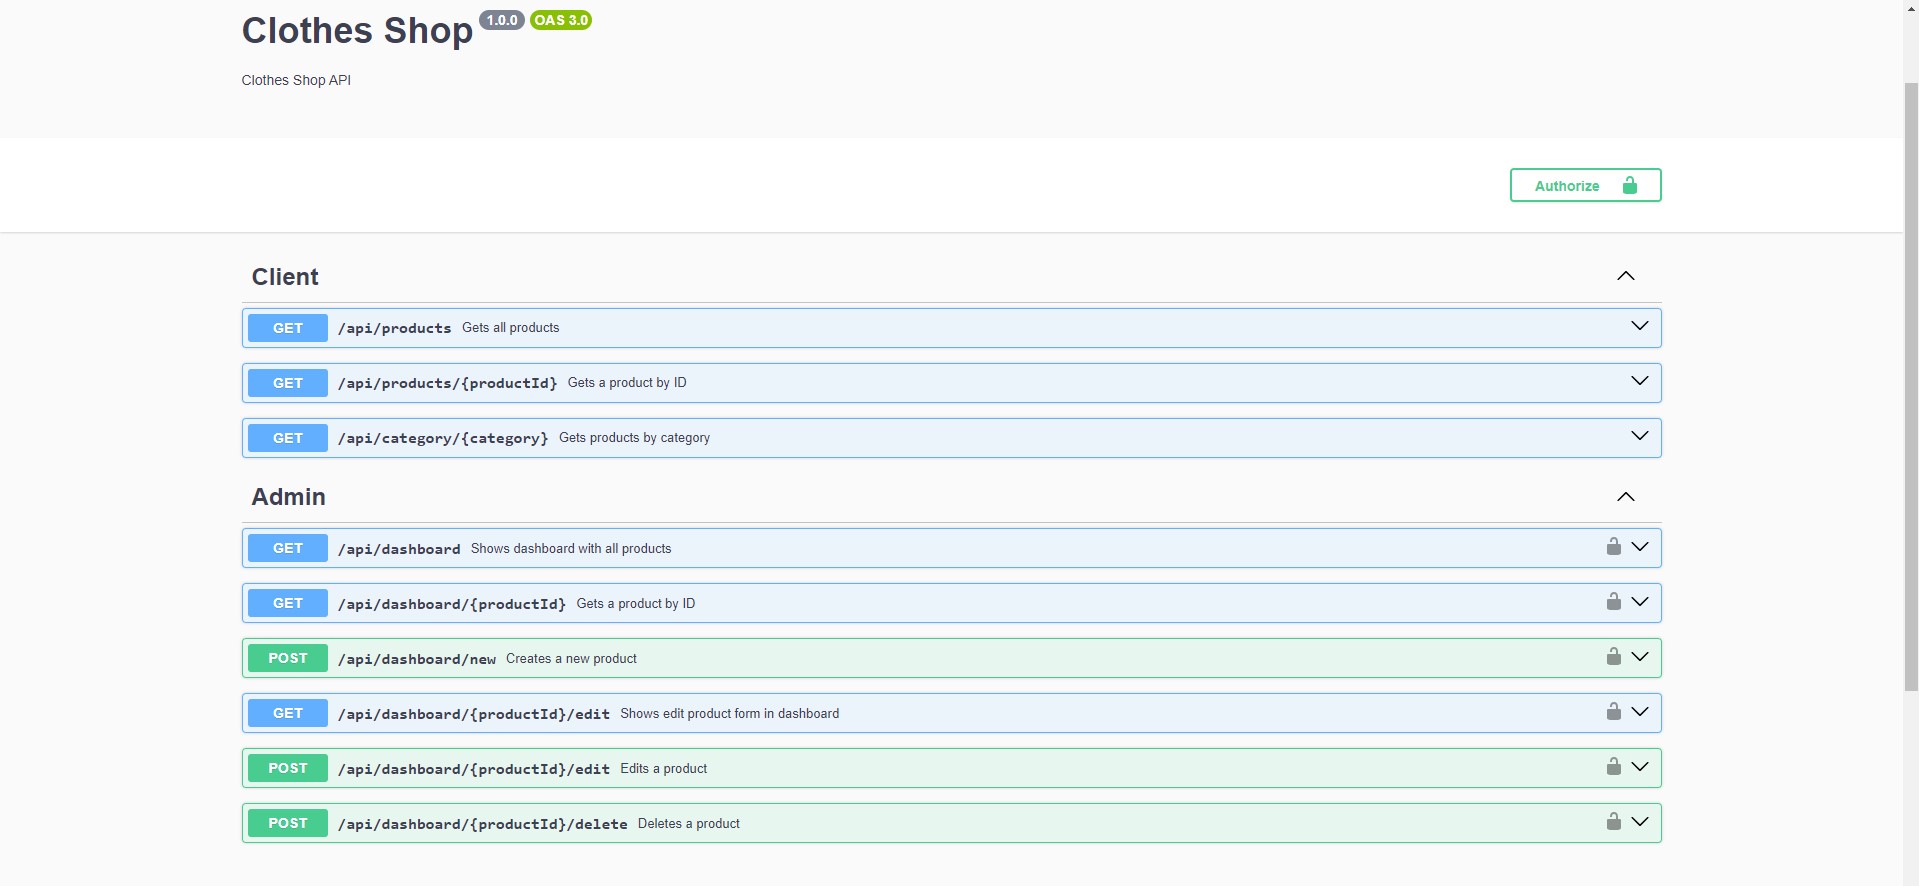 Clothes Shop 1.0.0 OAS 3.0
Clothes Shop API
Authorize
Client
GET /api/products Gets all products
GET /api/products/{productId} Gets a product by ID
GET /api/category/{category} Gets products by category
Admin
GET /api/dashboard Shows dashboard with all products
GET /api/dashboard/{productId} Gets a product by ID
POST /api/dashboard/new Creates a new product
GET /api/dashboard/{productId}/edit Shows edit product form in dashboard
POST /api/dashboard/{productId}/edit Edits a product
POST /api/dashboard/{productId}/delete Deletes a product